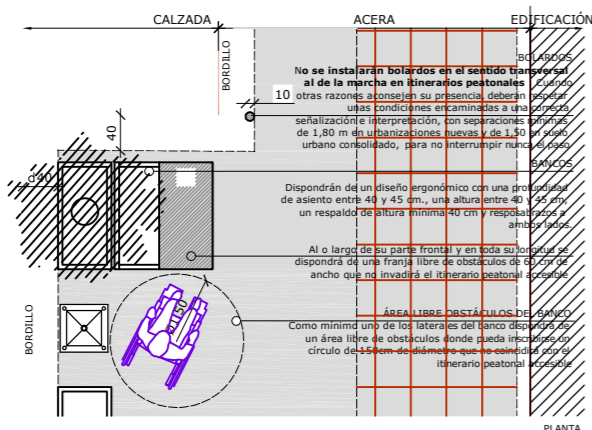 CALZADA ACERA EDIFICACIÓN
BORDILLO
BOLARDOS
No se instalarán bolardos en el sentido transversal
al de la marcha en itinerarios peatonales. Cuando
otras razones aconsejen su presencia, deberán respetar
unas condiciones encaminadas a una correcta
señalización e interpretación, con separaciones mínimas
de 1,80 m en urbanizaciones nuevas y de 1,50 en suelo
urbano consolidado, para no interrumpir nunca el paso
10
40
BANCOS
d40
Dispondrán de un diseño ergonómico con una profundidad
de asiento entre 40 y 45 cm., una altura entre 40 y 45 cm,
un respaldo de altura mínima 40 cm y resposabrazos a
ambos lados.
Al o largo de su parte frontal y en toda su longitud se
dispondrá de una franja libre de obstáculos de 60 cm de
ancho que no invadirá el itinerario peatonal accesible
150
BORDILLO
ÁREA LIBRE OBSTÁCULOS DEL BANCO
Como mínimo uno de los laterales del banco dispondrá de
un área libre de obstáculos donde pueda inscribirse un
círculo de 150cm de diámetro que no coincidirá con el
itinerario peatonal accesible
PLANTA